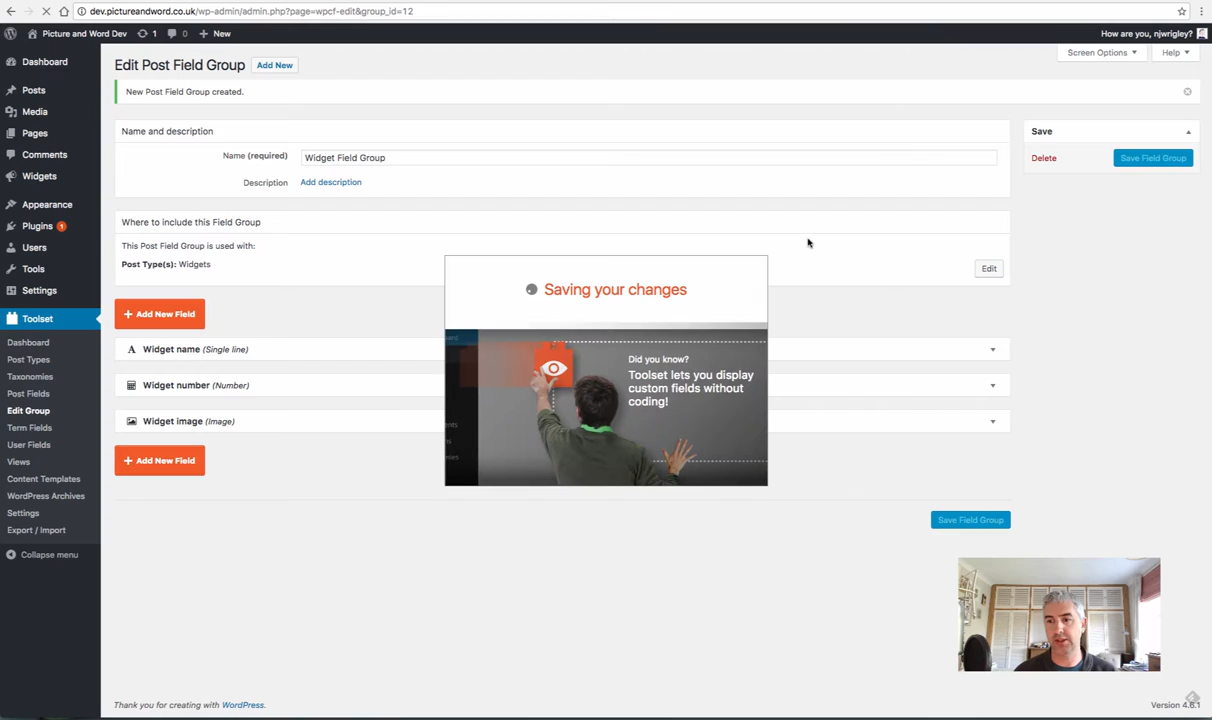 dev.pictureandword.co.uk/wp-admin/admin.php?page=wpcf-edit&group_id=12
Picture and Word Dev 1 0 New How are you, njwrigley
Dashboard
Posts
Media
Pages
Comments
Widgets
Appearance
Plugins 1
Users
Tools
Settings
Toolset
Dashboard
Post Types
Taxonomies
Post Fields
Edit Group
Term Fields
User Fields
Views
Content Templates
WordPress Archives
Settings
Export / Import
Collapse menu
Screen Options Help
Edit Post Field Group Add New
New Post Field Group created.
Name and description
Name (required) Widget Field Group
Description Add description
Where to include this Field Group
This Post Field Group is used with:
Post Type(s): Widgets
Edit
Add New Field
Widget name (Single line)
Widget number (Number)
Widget image (Image)
Add New Field
Save Field Group
Save
Delete Save Field Group
Saving your changes
Did you know?
Toolset lets you display
custom fields without
coding!
Thank you for creating with WordPress.
Version 4.6.1